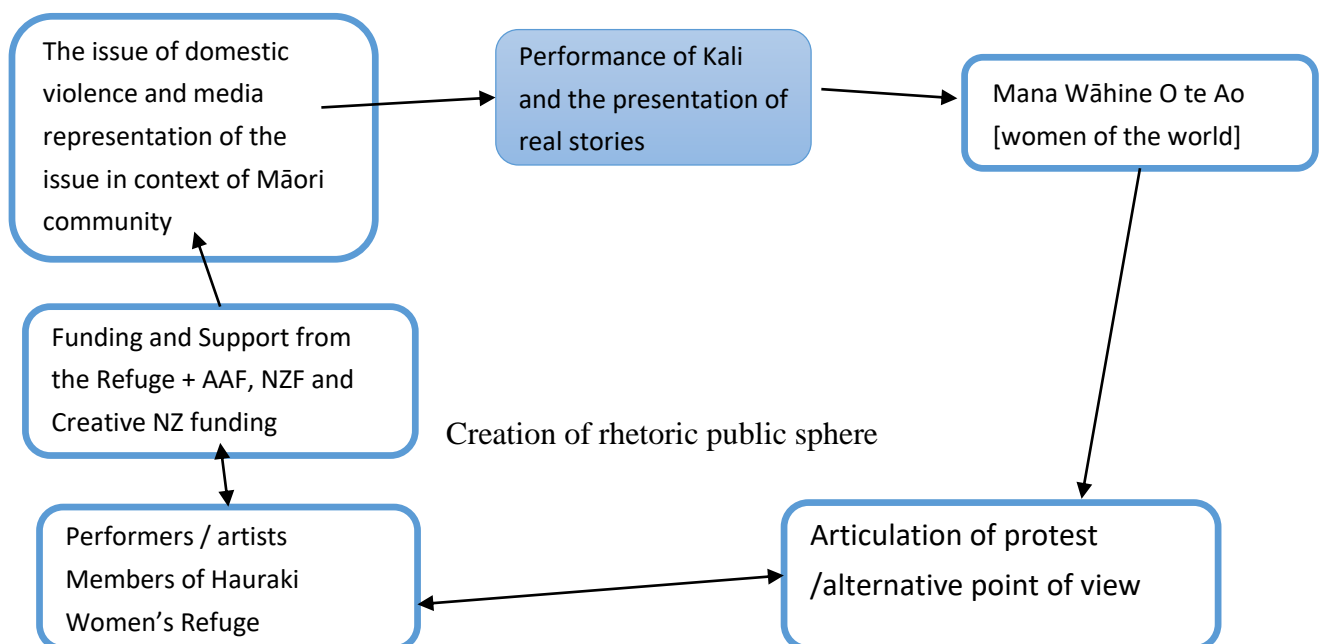 The issue of domestic
violence and media
representation of the
issue in context of Māori
community
Performance of Kali
and the presentation of
real stories
Mana Wāhine O te Ao
[women of the world]
Funding and Support from
the Refuge + AAF, NZF and
Creative NZ funding
Creation of rhetoric public sphere
Performers / artists
Members of Hauraki
Women’s Refuge
Articulation of protest
/alternative point of view